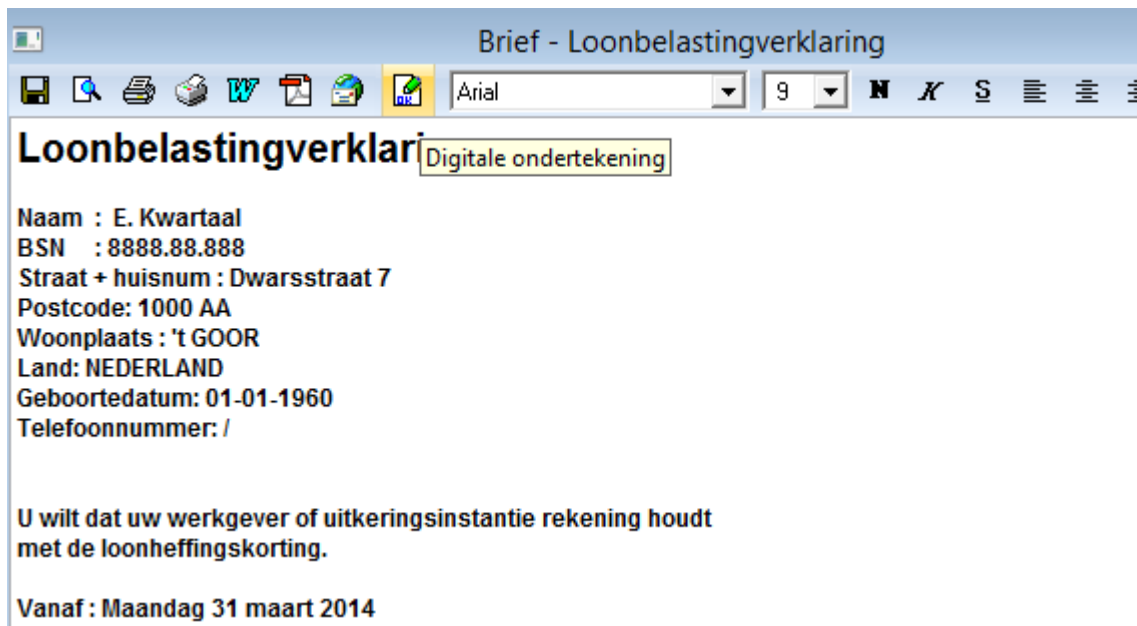 Brief - Loonbelastingverklaring
Arial 9 N K S
Loonbelastingverklari
Digitale ondertekening
Naam : E. Kwartaal
BSN : 8888.88.888
Straat + huisnum : Dwarsstraat 7
Postcode: 1000 AA
Woonplaats : 't GOOR
Land: NEDERLAND
Geboortedatum: 01-01-1960
Telefoonnummer: /
U wilt dat uw werkgever of uitkeringsinstantie rekening houdt
met de loonheffingskorting.
Vanaf : Maandag 31 maart 2014